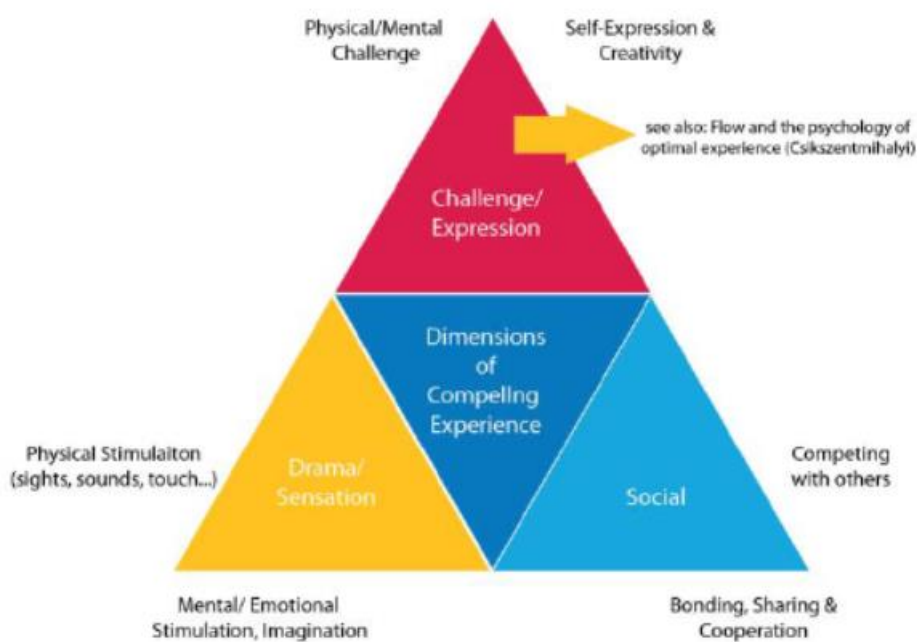 Physical/Mental
Challenge
Self-Expression &
Creativity
see also: Flow and the psychology of
optimal experience (Csikszentmihalyi)
Challenge/
Expression
Dimensions
of
Compellng
Experience
Physical Stimulaiton
(sights, sounds, touch...)
Drama/
Sensation
Social
Competing
with others
Mental/ Emotional
Stimulation, Imagination
Bonding, Sharing &
Cooperation